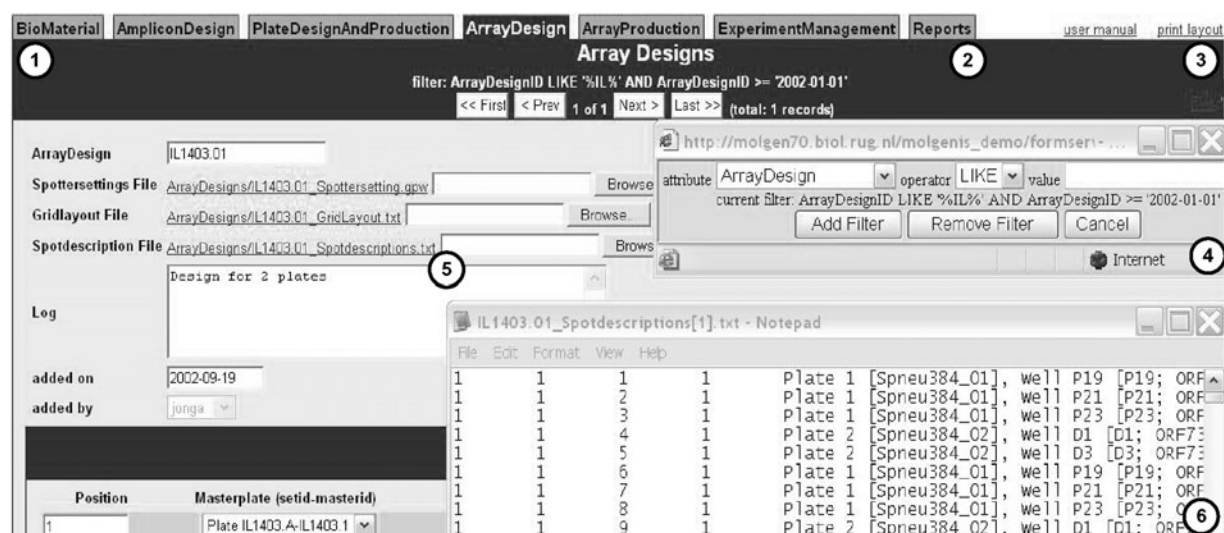 BioMaterial AmpliconDesign PlateDesignAndProduction ArrayDesign ArrayProduction ExperimentManagement Reports user manual print layout
1 Array Designs 2 3
filter: ArrayDesignID LIKE '%IL%' AND ArrayDesignID >= '2002-01-01'
<< First < Prev 1 of 1 Next > Last >> (total: 1 records)
ArrayDesign IL1403.01
Spottersettings File ArrayDesigns/IL1403.01_Spottersetting.gpw Browse
Gridlayout File ArrayDesigns/IL1403.01_GridLayout.txt Browse...
Spotdescription File ArrayDesigns/IL1403.01_Spotdescriptions.txt Brows
5
Log Design for 2 plates
added on 2002-09-19
added by jonga
Position Masterplate (setid-masterid)
1 Plate IL1403.A-IL1403.1
http://molgen70.biol.rug.nl/molgenis_demo/formserv- ...
attribute ArrayDesign operator LIKE value
current filter: ArrayDesignID LIKE '%IL%' AND ArrayDesignID >= '2002-01-01'
Add Filter Remove Filter Cancel
Internet 4
IL1403.01_Spotdescriptions[1].txt - Notepad
File Edit Format View Help
1 1 1 1 Plate 1 [Spneu384_01], Well P19 [P19; ORF
1 1 2 1 Plate 1 [Spneu384_01], Well P21 [P21; ORF
1 1 3 1 Plate 1 [Spneu384_01], Well P23 [P23; ORF
1 1 4 1 Plate 2 [Spneu384_02], Well D1 [D1; ORF73
1 1 5 1 Plate 2 [Spneu384_02], Well D3 [D3; ORF73
1 1 6 1 Plate 1 [Spneu384_01], Well P19 [P19; ORF
1 1 7 1 Plate 1 [Spneu384_01], Well P21 [P21; ORF
1 1 8 1 Plate 1 [Spneu384_01], Well P23 [P23;
1 1 9 1 Plate 2 [Spneu384_02], Well D1 [D1; ORF
6